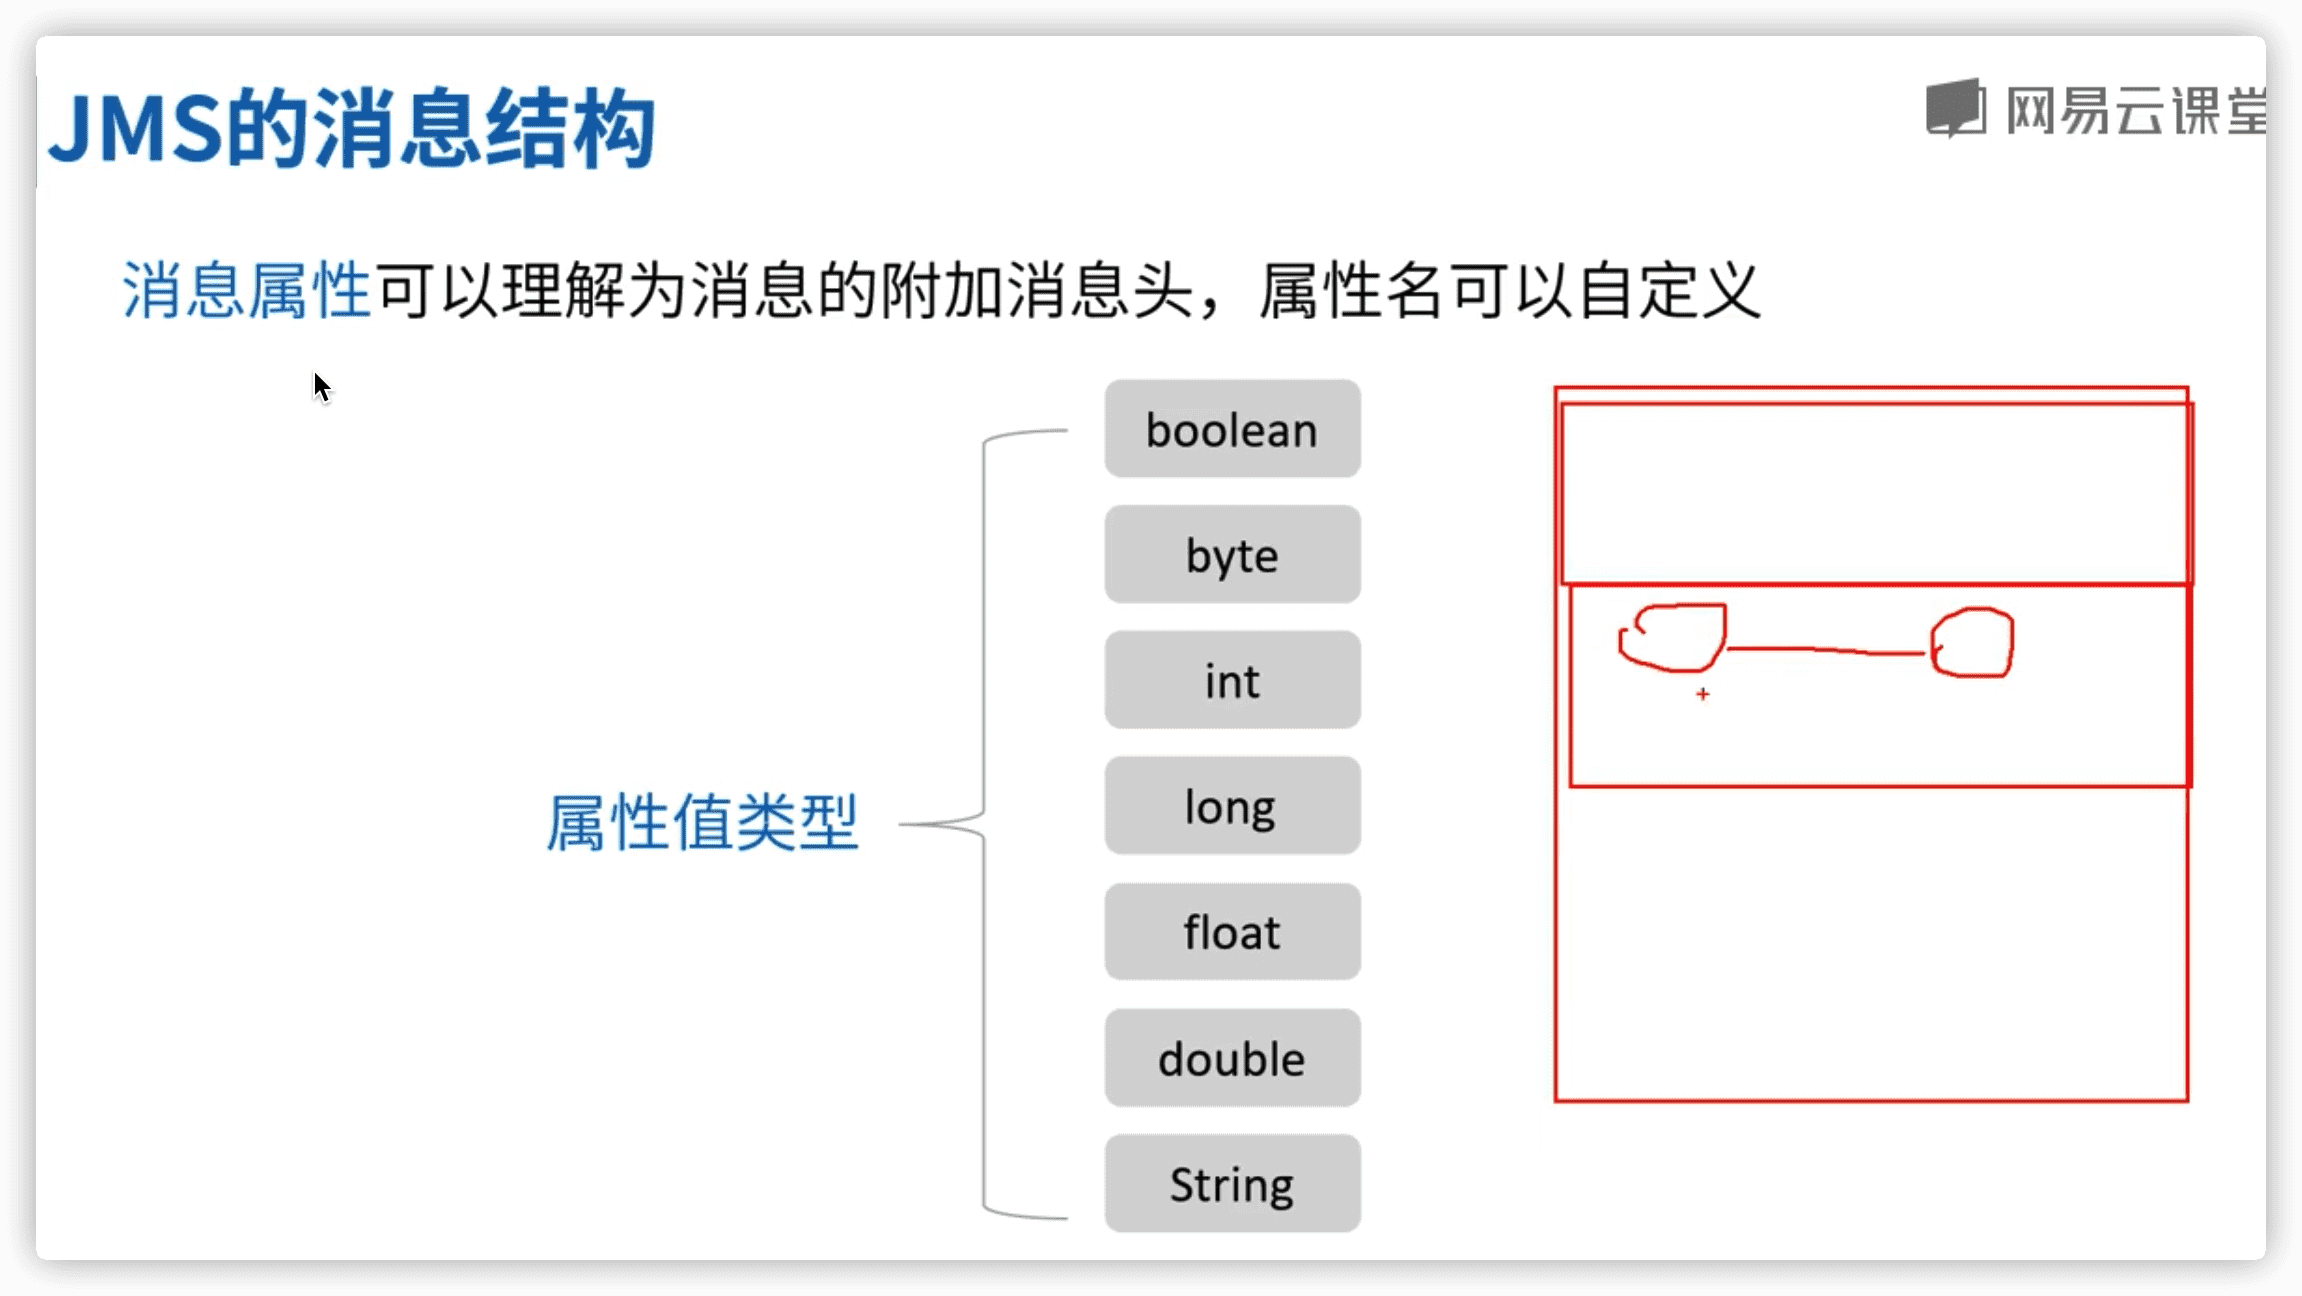 JMS的消息结构
网易云课堂
消息属性可以理解为消息的附加消息头，属性名可以自定义
属性值类型
boolean
byte
int
long
float
double
String